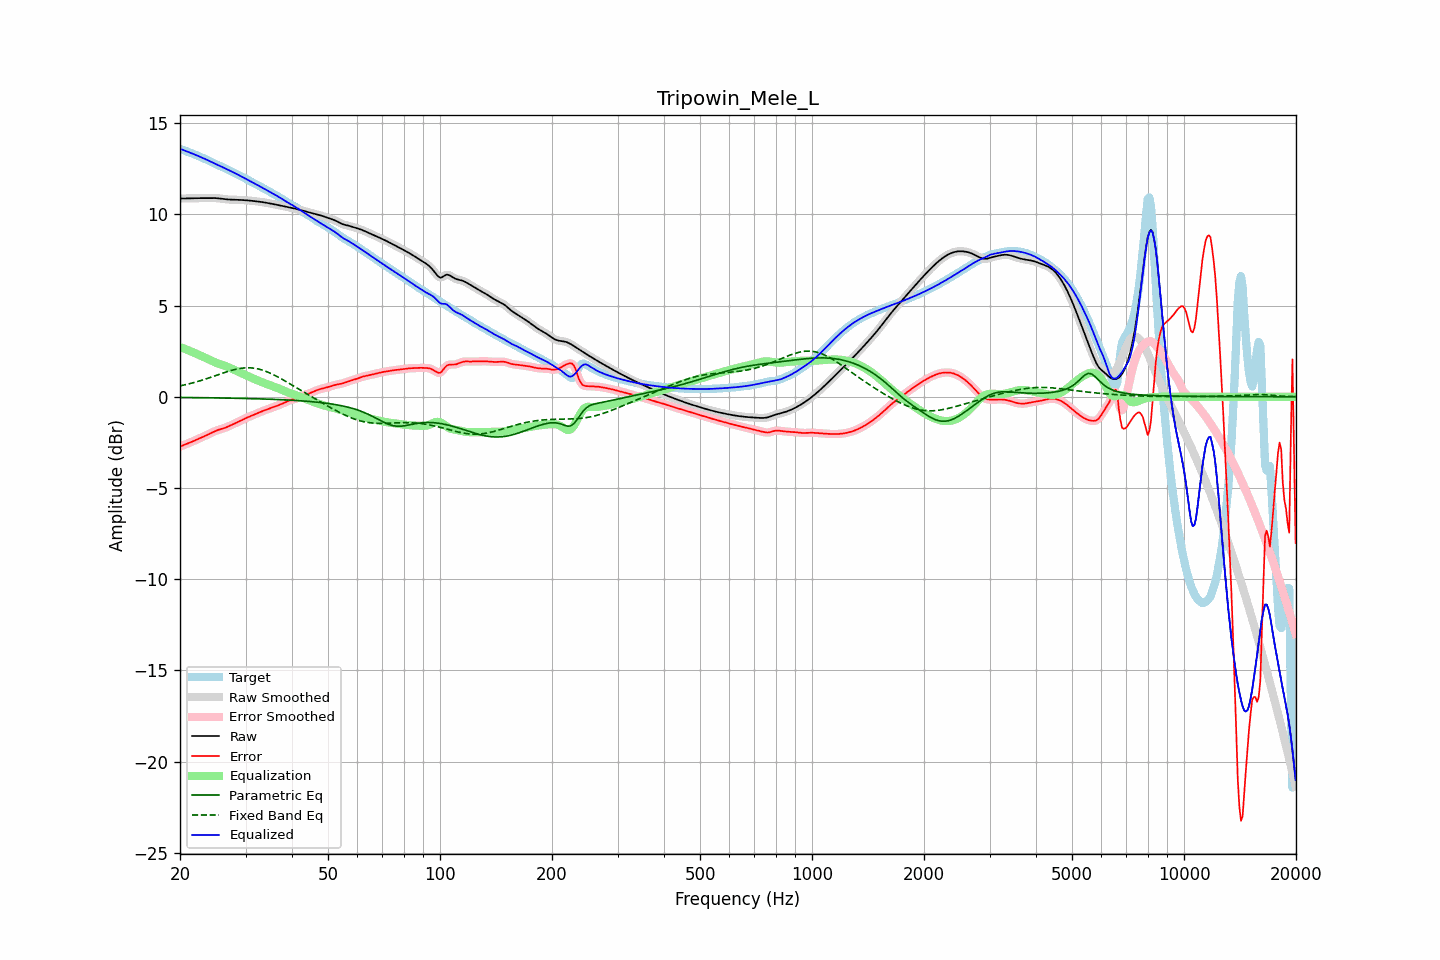 Tripowin_Mele_L
15
10
5
0
−5
−10
−15
−20
−25
Amplitude (dBr)
Target
Raw Smoothed
Error Smoothed
Raw
Error
Equalization
Parametric Eq
Fixed Band Eq
Equalized
20 50 100 200 500 1000 2000 5000 10000 20000
Frequency (Hz)